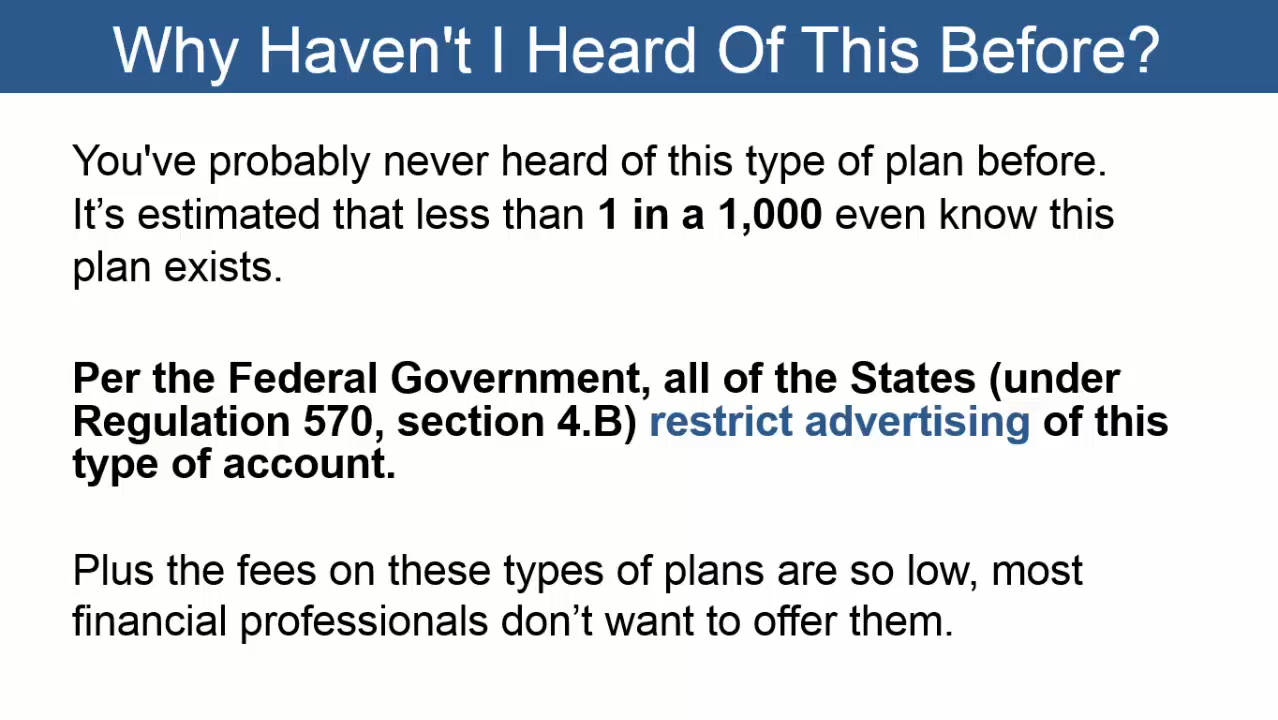 Why Haven't I Heard Of This Before?
You've probably never heard of this type of plan before.
It’s estimated that less than 1 in a 1,000 even know this
plan exists.
Per the Federal Government, all of the States (under
Regulation 570, section 4.B) restrict advertising of this
type of account.
Plus the fees on these types of plans are so low, most
financial professionals don’t want to offer them.